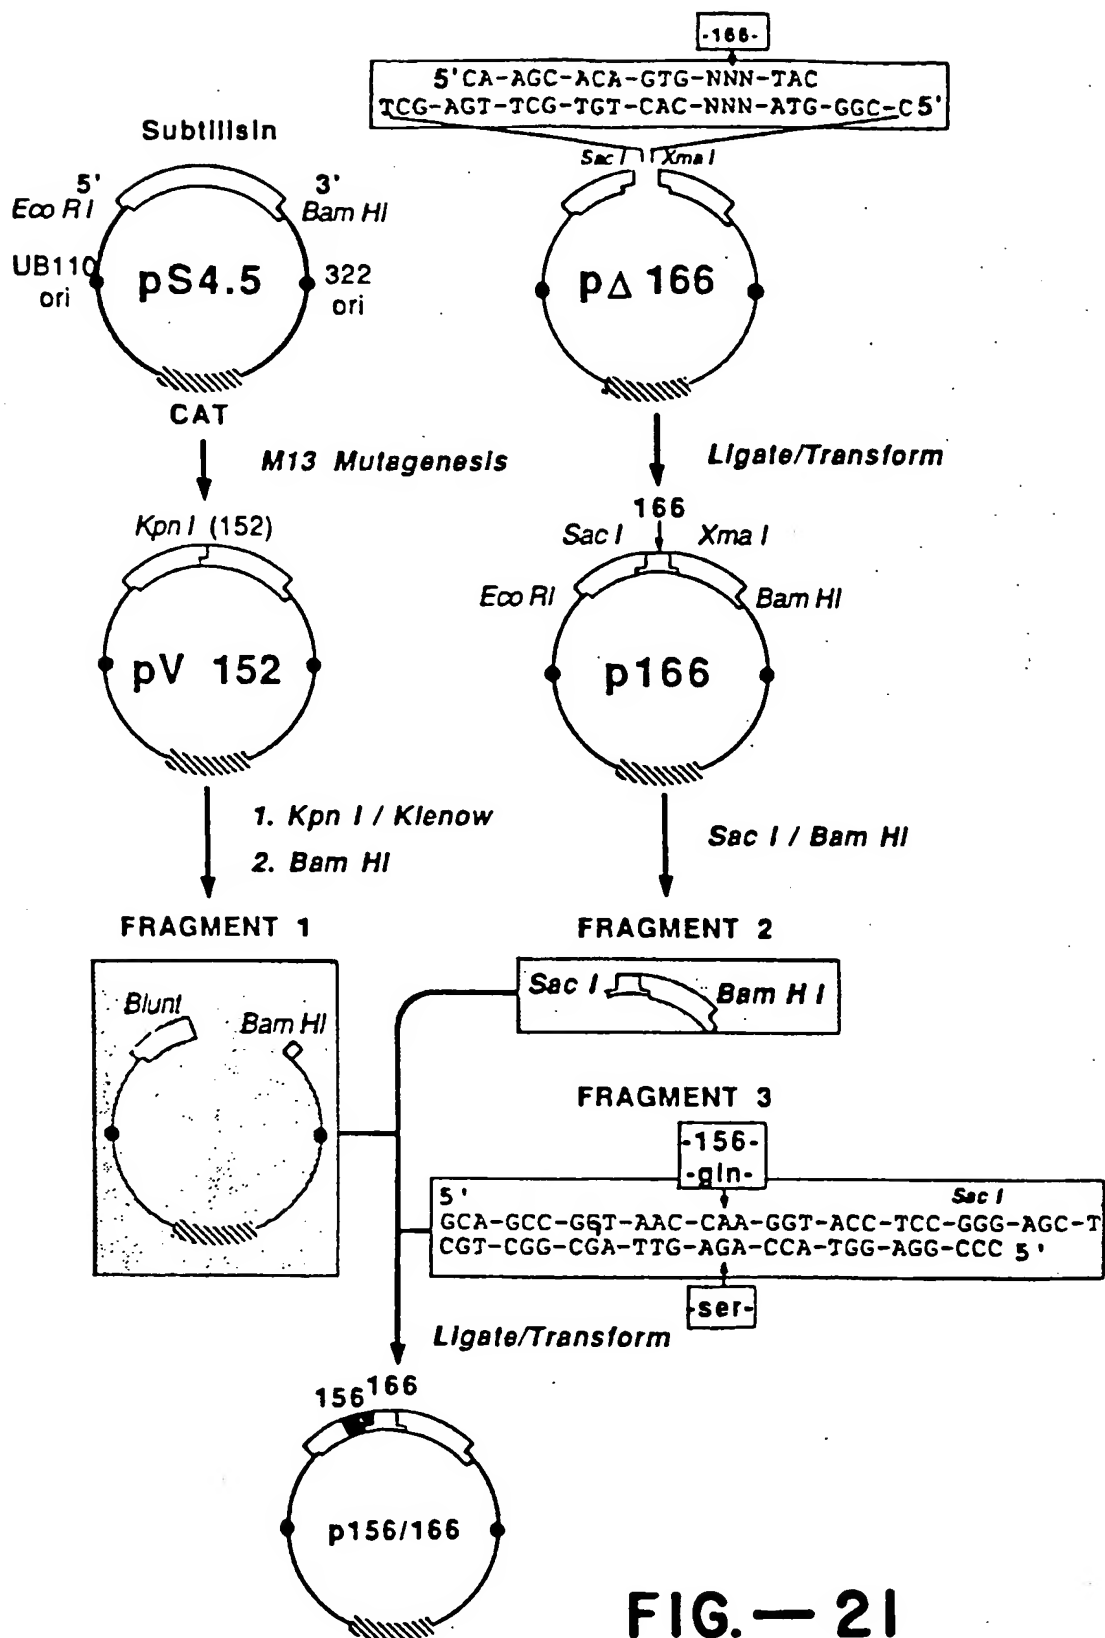 -166-
5'CA-AGC-ACA-GTG-NNN-TAC
TCG-AGT-TCG-TGT-CAC-NNN-ATG-GGC-C5'
Subtilisin
5'
3'
Eco RI
Bam HI
UB110
ori
322
ori
pS4.5
CAT
Sac I
Xma I
pΔ 166
M13 Mutagenesis
Ligate/Transform
Kpn I (152)
pV 152
166
Sac I
Xma I
Eco RI
Bam HI
p166
1. Kpn I / Klenow
2. Bam HI
Sac I / Bam HI
FRAGMENT 1
Blunt
Bam HI
FRAGMENT 2
Sac I
Bam H I
FRAGMENT 3
-156-
-gln-
5'
Sac I
GCA-GCC-GGT-AAC-CAA-GGT-ACC-TCC-GGG-AGC-T
CGT-CGG-CGA-TTG-AGA-CCA-TGG-AGG-CCC 5'
-ser-
Ligate/Transform
156
166
p156/166
FIG.— 21